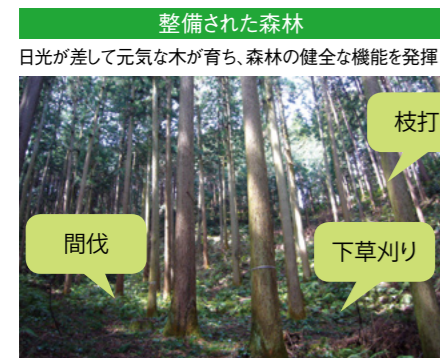 整備された森林
日光が差して元気な木が育ち、森林の健全な機能を発揮
枝打
間伐
下草刈り